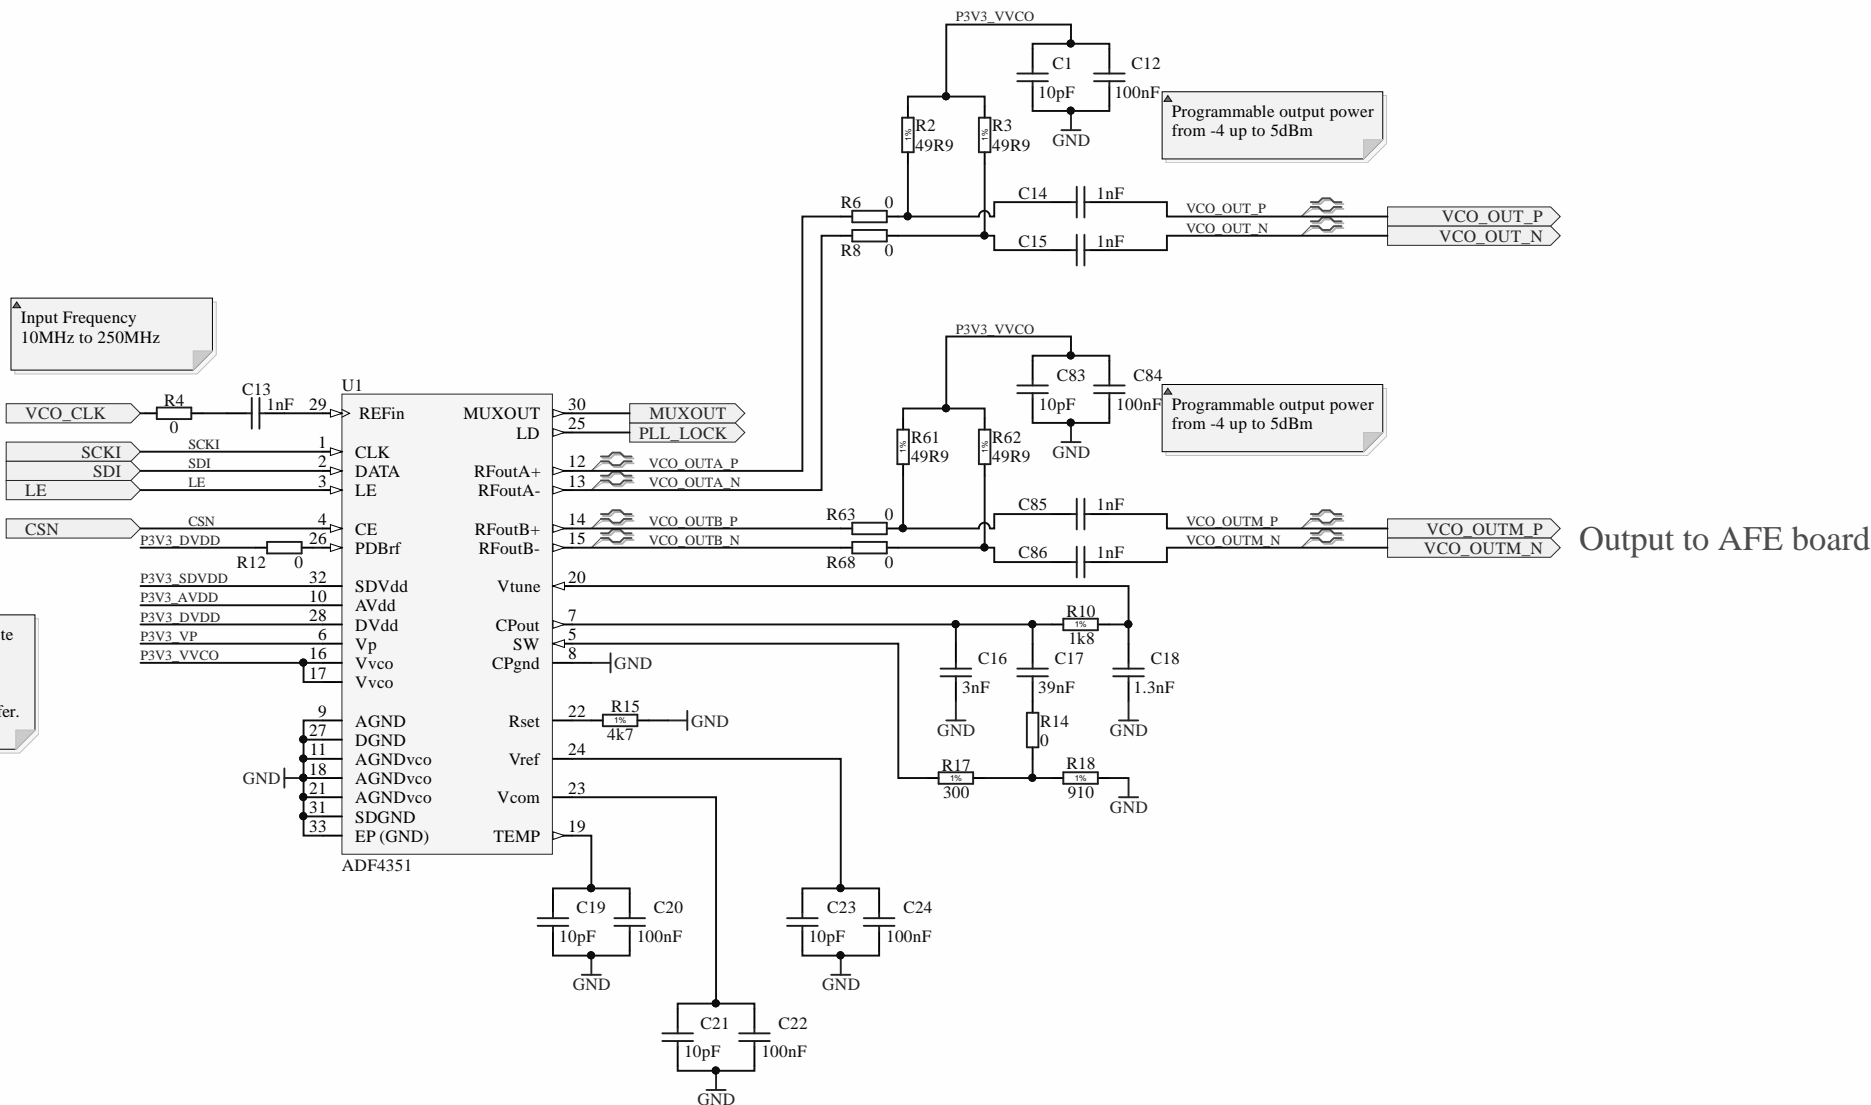 P3V3_VVCO
C1
C12
10pF
100nF
GND
Programmable output power
from -4 up to 5dBm
R2
1%
49R9
R3
1%
49R9
R6
0
R8
0
C14
1nF
C15
1nF
VCO_OUT_P
VCO_OUT_N
VCO_OUT_P
VCO_OUT_N
Input Frequency
10MHz to 250MHz
P3V3_VVCO
C83
C84
10pF
100nF
GND
Programmable output power
from -4 up to 5dBm
R61
1%
49R9
R62
1%
49R9
R63
0
R68
0
C85
1nF
C86
1nF
VCO_OUTM_P
VCO_OUTM_N
VCO_OUTM_P
VCO_OUTM_N
Output to AFE board
U1
VCO_CLK
R4
0
C13
1nF
29
REFin
SCKI
SCKI
1
CLK
SDI
SDI
2
DATA
LE
LE
3
LE
CSN
CSN
4
CE
P3V3_DVDD
R12
0
26
PDBrf
P3V3_SDVDD
32
SDVdd
P3V3_AVDD
10
AVdd
P3V3_DVDD
28
DVdd
P3V3_VP
6
Vp
P3V3_VVCO
16
Vvco
17
Vvco
9
AGND
27
DGND
11
AGNDvco
GND
18
AGNDvco
21
AGNDvco
31
SDGND
33
EP (GND)
ADF4351
MUXOUT
30
MUXOUT
LD
25
PLL_LOCK
RFoutA+
12
VCO_OUTA_P
RFoutA-
13
VCO_OUTA_N
RFoutB+
14
VCO_OUTB_P
RFoutB-
15
VCO_OUTB_N
Vtune
20
CPout
7
SW
5
CPgnd
8
GND
Rset
22
R15
1%
4k7
GND
Vref
24
Vcom
23
TEMP
19
R10
1%
1k8
C16
3nF
GND
C17
39nF
C18
1.3nF
GND
R14
0
R17
1%
300
R18
1%
910
GND
C19
C20
10pF
100nF
GND
C23
C24
10pF
100nF
GND
C21
C22
10pF
100nF
GND